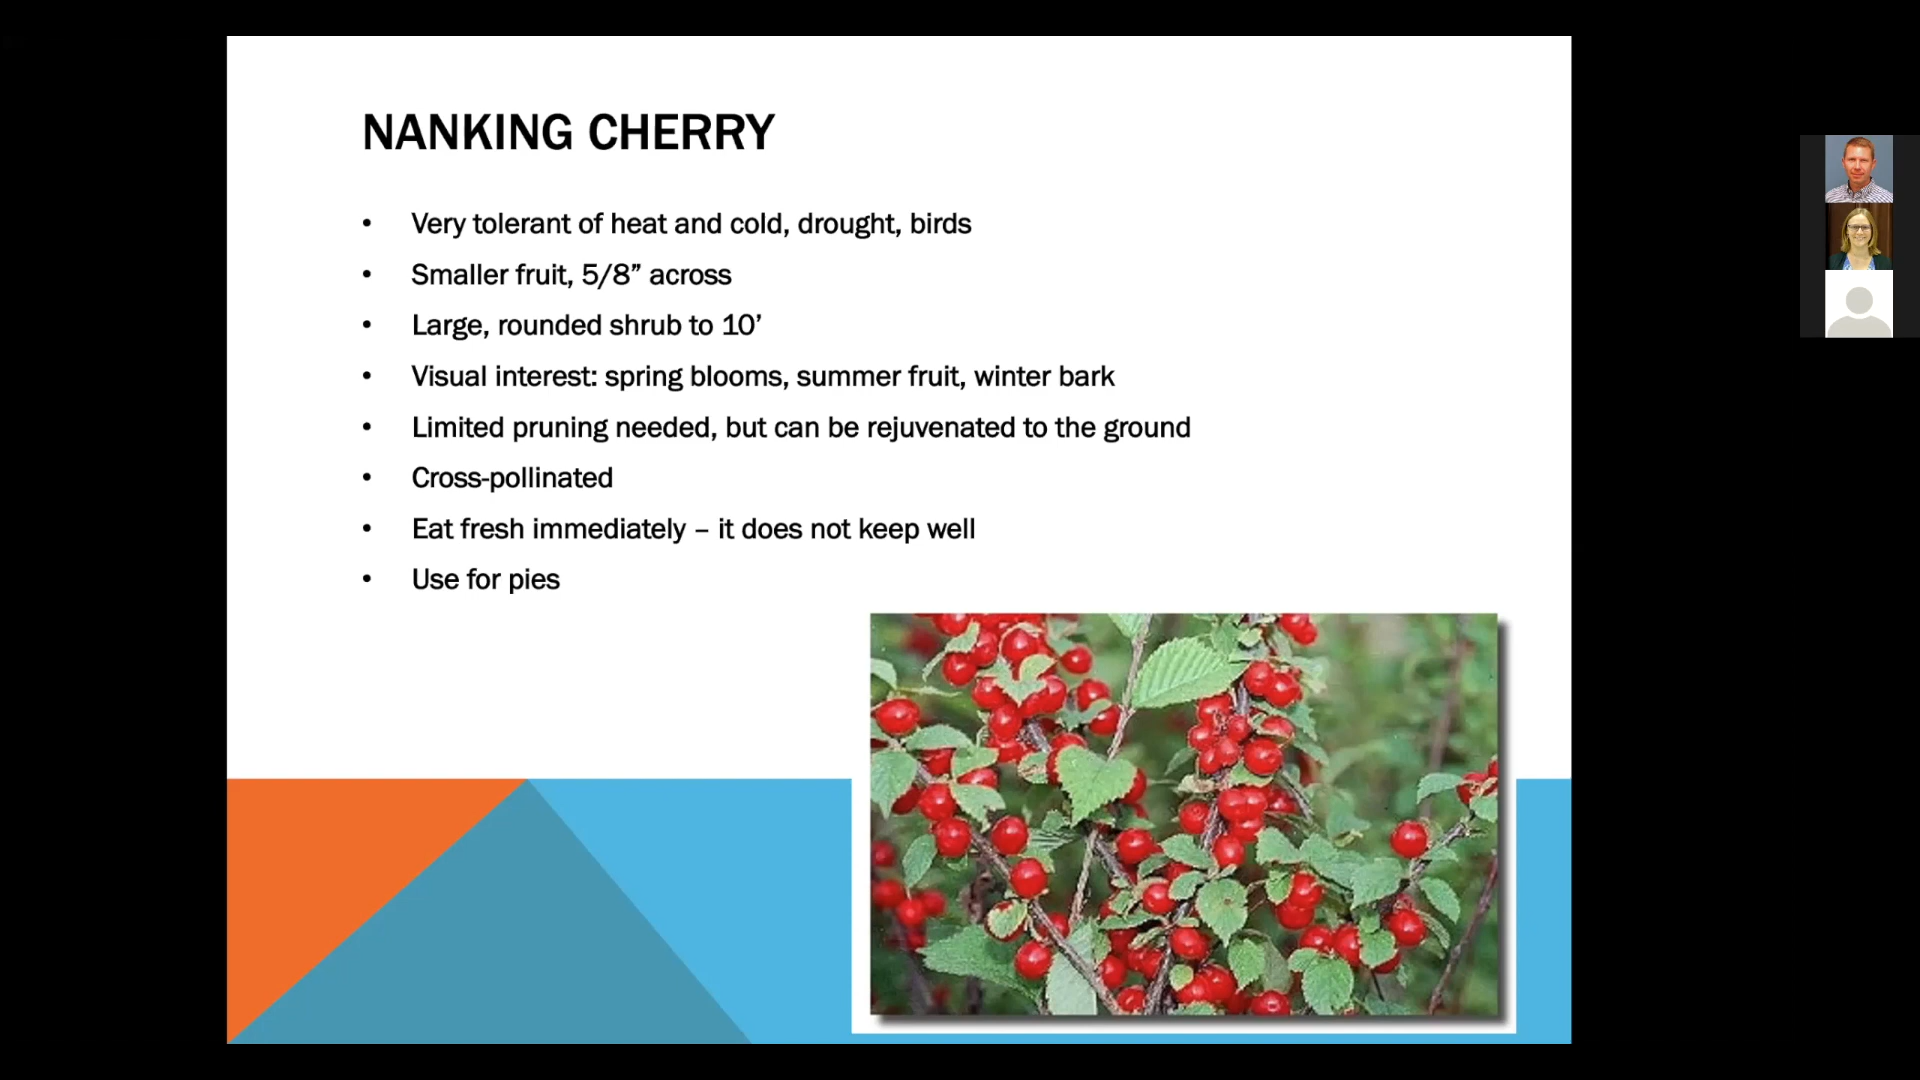 NANKING CHERRY
• Very tolerant of heat and cold, drought, birds
• Smaller fruit, 5/8” across
• Large, rounded shrub to 10’
• Visual interest: spring blooms, summer fruit, winter bark
• Limited pruning needed, but can be rejuvenated to the ground
• Cross-pollinated
• Eat fresh immediately – it does not keep well
• Use for pies